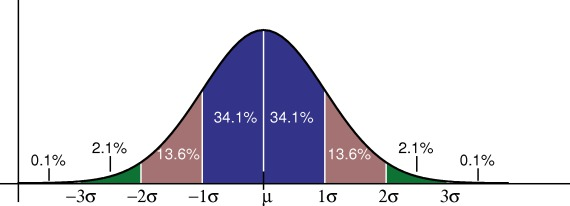 34.1% 34.1%
13.6% 13.6%
2.1% 2.1%
0.1% 0.1%
−3σ −2σ −1σ μ 1σ 2σ 3σ